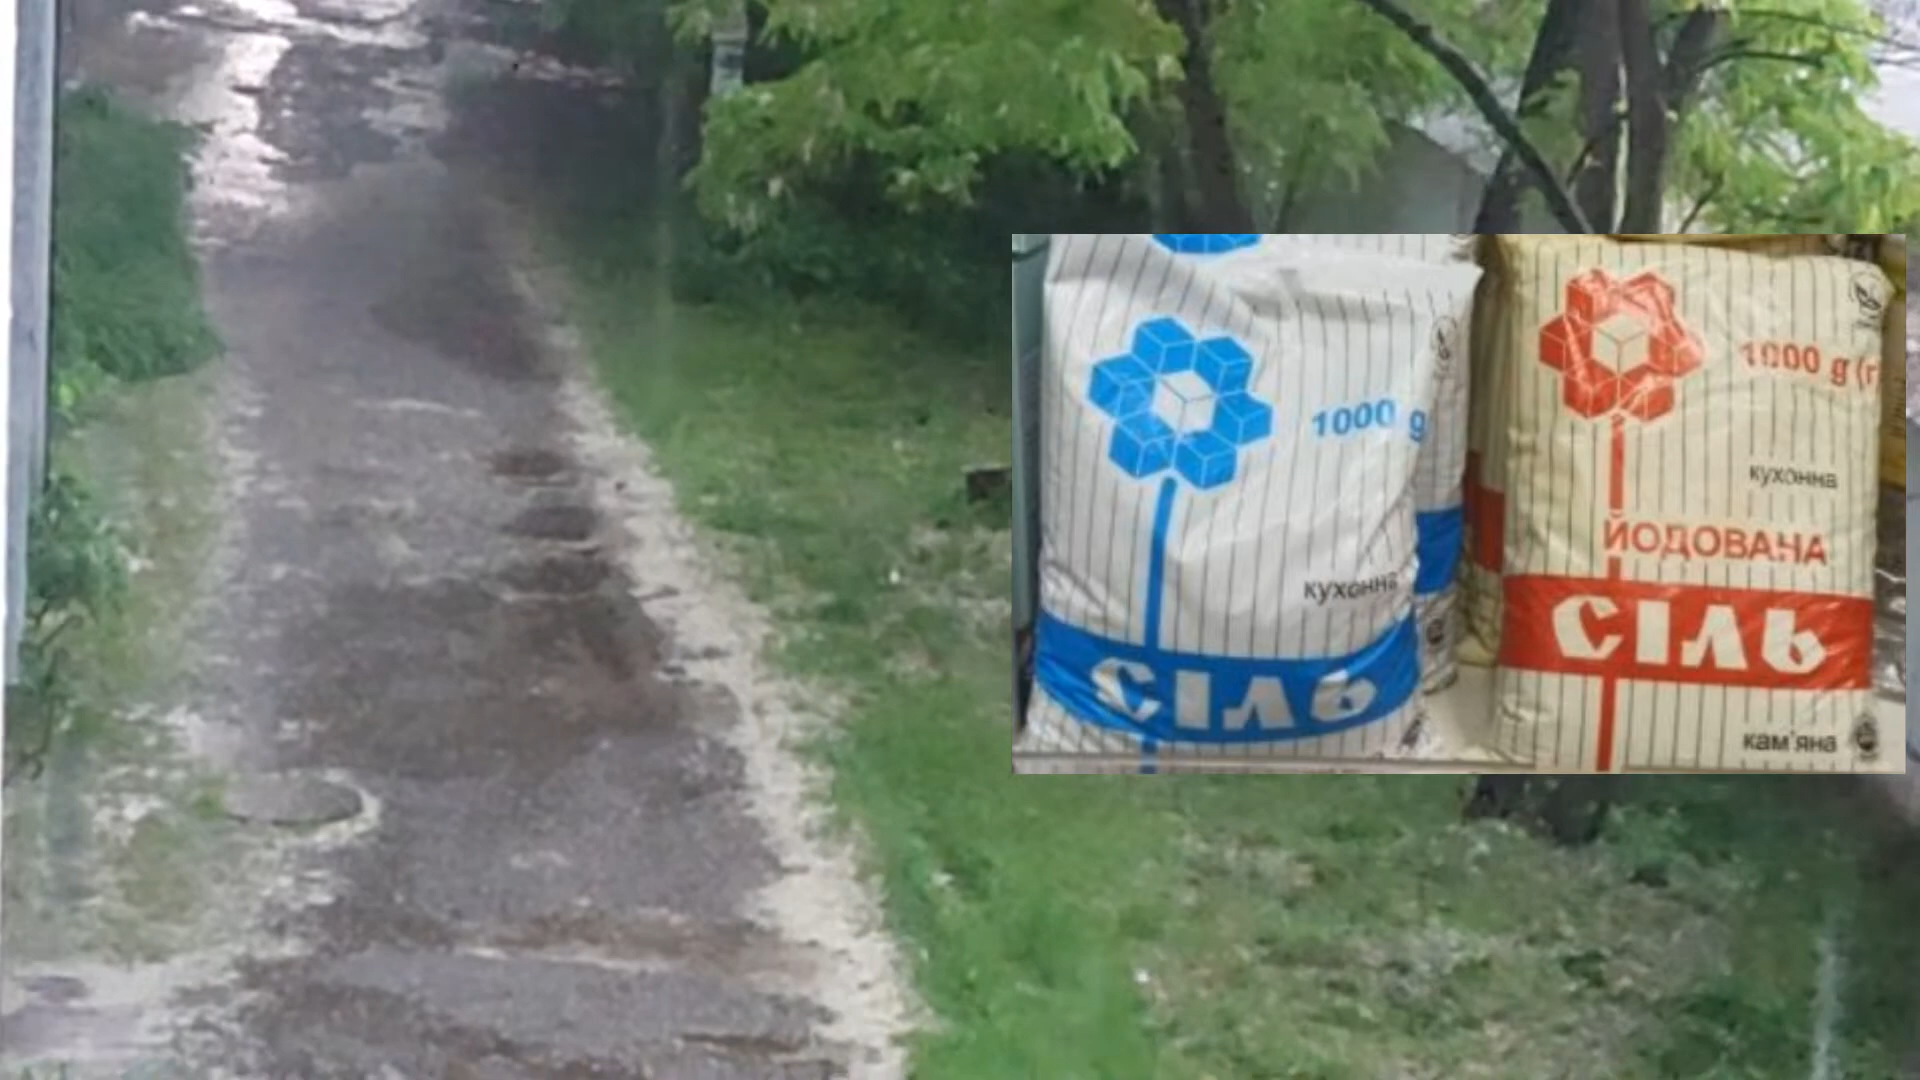 1000 g
кухонна
СІЛЬ
1000 g (г
кухонна
ЙОДОВАНА
СІЛЬ
кам'яна